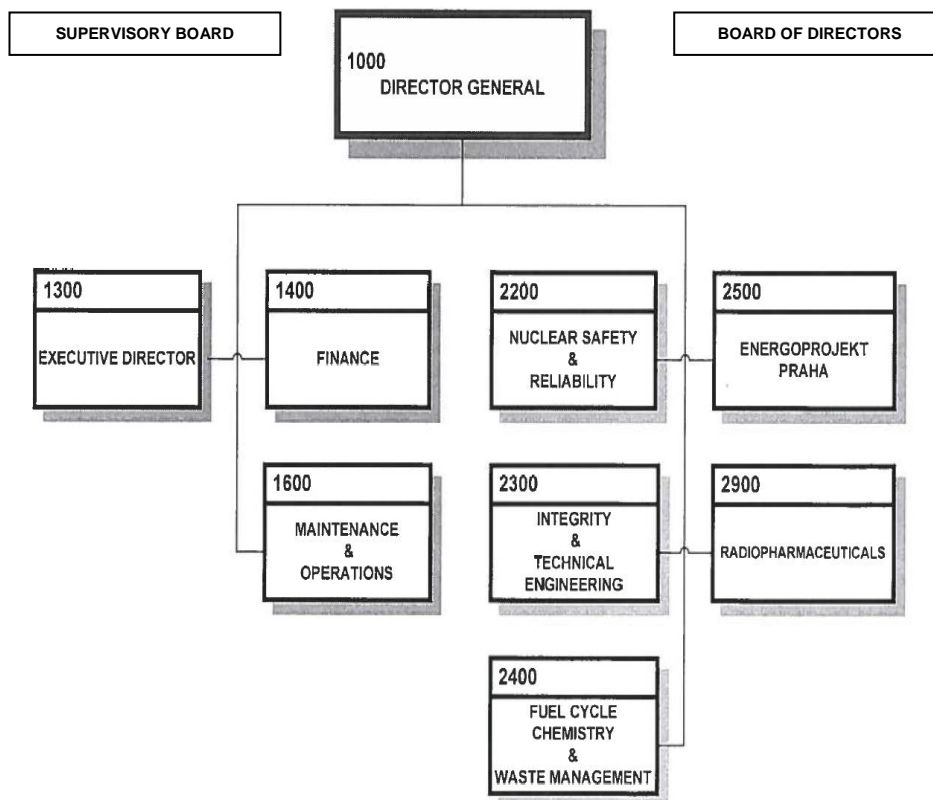 SUPERVISORY BOARD
BOARD OF DIRECTORS
1000
DIRECTOR GENERAL
1300
EXECUTIVE DIRECTOR
1400
FINANCE
2200
NUCLEAR SAFETY
&
RELIABILITY
2500
ENERGOPROJEKT
PRAHA
1600
MAINTENANCE
&
OPERATIONS
2300
INTEGRITY
&
TECHNICAL
ENGINEERING
2900
RADIOPHARMACEUTICALS
2400
FUEL CYCLE
CHEMISTRY
&
WASTE MANAGEMENT